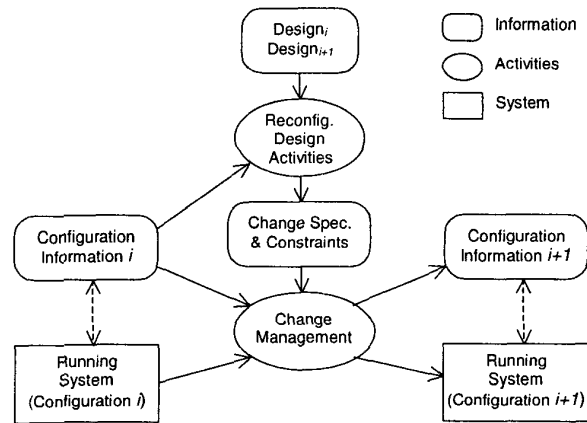 Design_i
Design_i+1
Information
Activities
System
Reconfig.
Design
Activities
Configuration
Information i
Change Spec.
& Constraints
Configuration
Information i+1
Change
Management
Running
System
(Configuration i)
Running
System
(Configuration i+1)